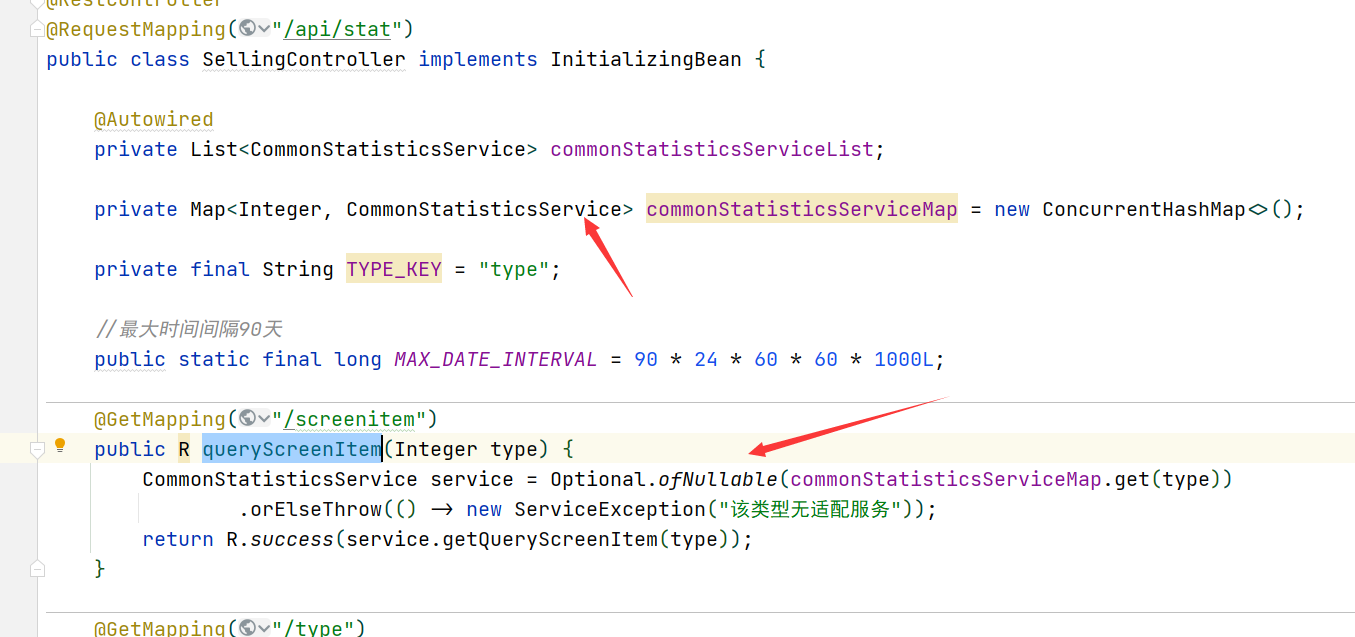 @RestController
@RequestMapping("/api/stat")
public class SellingController implements InitializingBean {
@Autowired
private List<CommonStatisticsService> commonStatisticsServiceList;
private Map<Integer, CommonStatisticsService> commonStatisticsServiceMap = new ConcurrentHashMap<>();
private final String TYPE_KEY = "type";
//最大时间间隔90天
public static final long MAX_DATE_INTERVAL = 90 * 24 * 60 * 60 * 1000L;
@GetMapping("/screenitem")
public R queryScreenItem(Integer type) {
CommonStatisticsService service = Optional.ofNullable(commonStatisticsServiceMap.get(type))
.orElseThrow(() -> new ServiceException("该类型无适配服务"));
return R.success(service.getQueryScreenItem(type));
}
@GetMapping("/type")